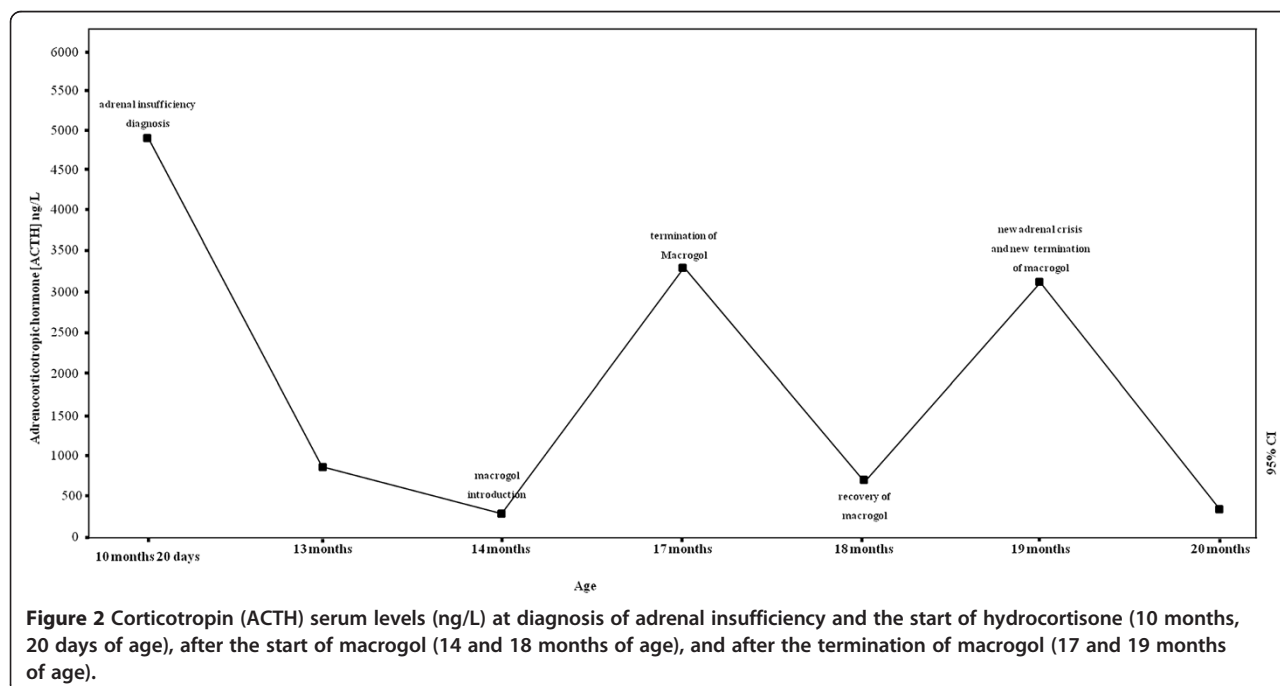 6000
5500
5000
4500
4000
3500
3000
2500
2000
1500
1000
500
0
Adrenocorticotropichormone [ACTH] ng/L
adrenal insufficiency
diagnosis
macrogol
introduction
termination of
Macrogol
recovery of
macrogol
new adrenal crisis
and new termination
of macrogol
95% CI
10 months 20 days
13 months
14 months
17 months
18 months
19 months
20 months
Age
Figure 2 Corticotropin (ACTH) serum levels (ng/L) at diagnosis of adrenal insufficiency and the start of hydrocortisone (10 months,
20 days of age), after the start of macrogol (14 and 18 months of age), and after the termination of macrogol (17 and 19 months
of age).